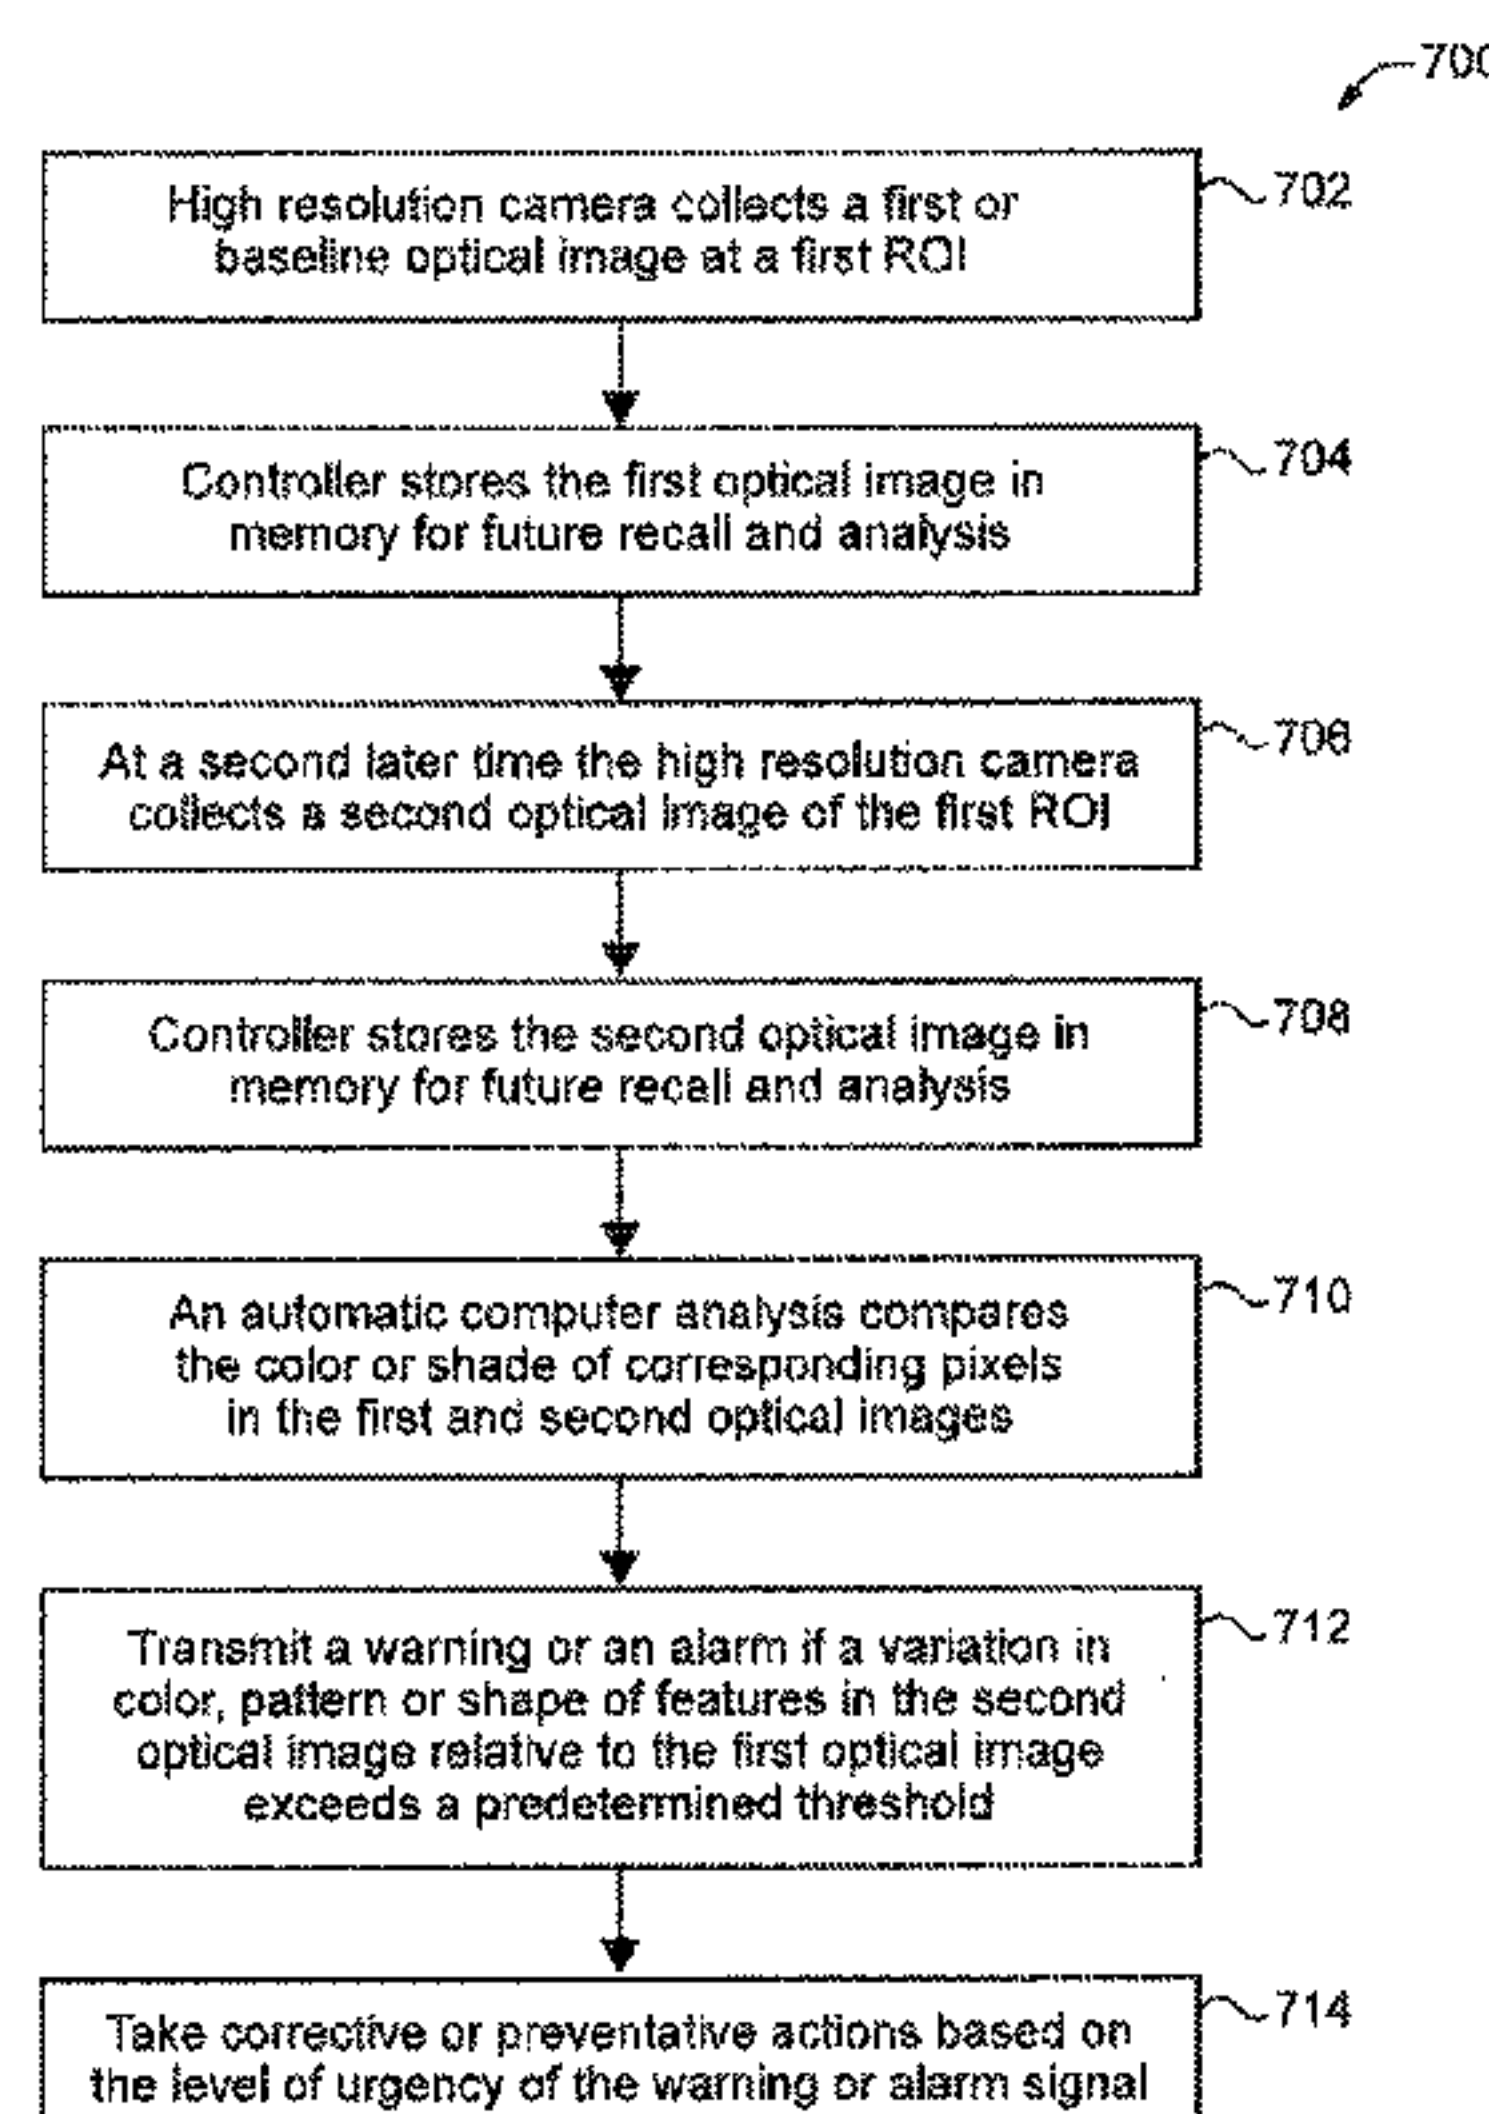 700
High resolution camera collects a first or
baseline optical image at a first ROI
702
Controller stores the first optical image in
memory for future recall and analysis
704
At a second later time the high resolution camera
collects a second optical image of the first ROI
706
Controller stores the second optical image in
memory for future recall and analysis
708
An automatic computer analysis compares
the color or shade of corresponding pixels
in the first and second optical images
710
Transmit a warning or an alarm if a variation in
color, pattern or shape of features in the second
optical image relative to the first optical image
exceeds a predetermined threshold
712
Take corrective or preventative actions based on
the level of urgency of the warning or alarm signal
714